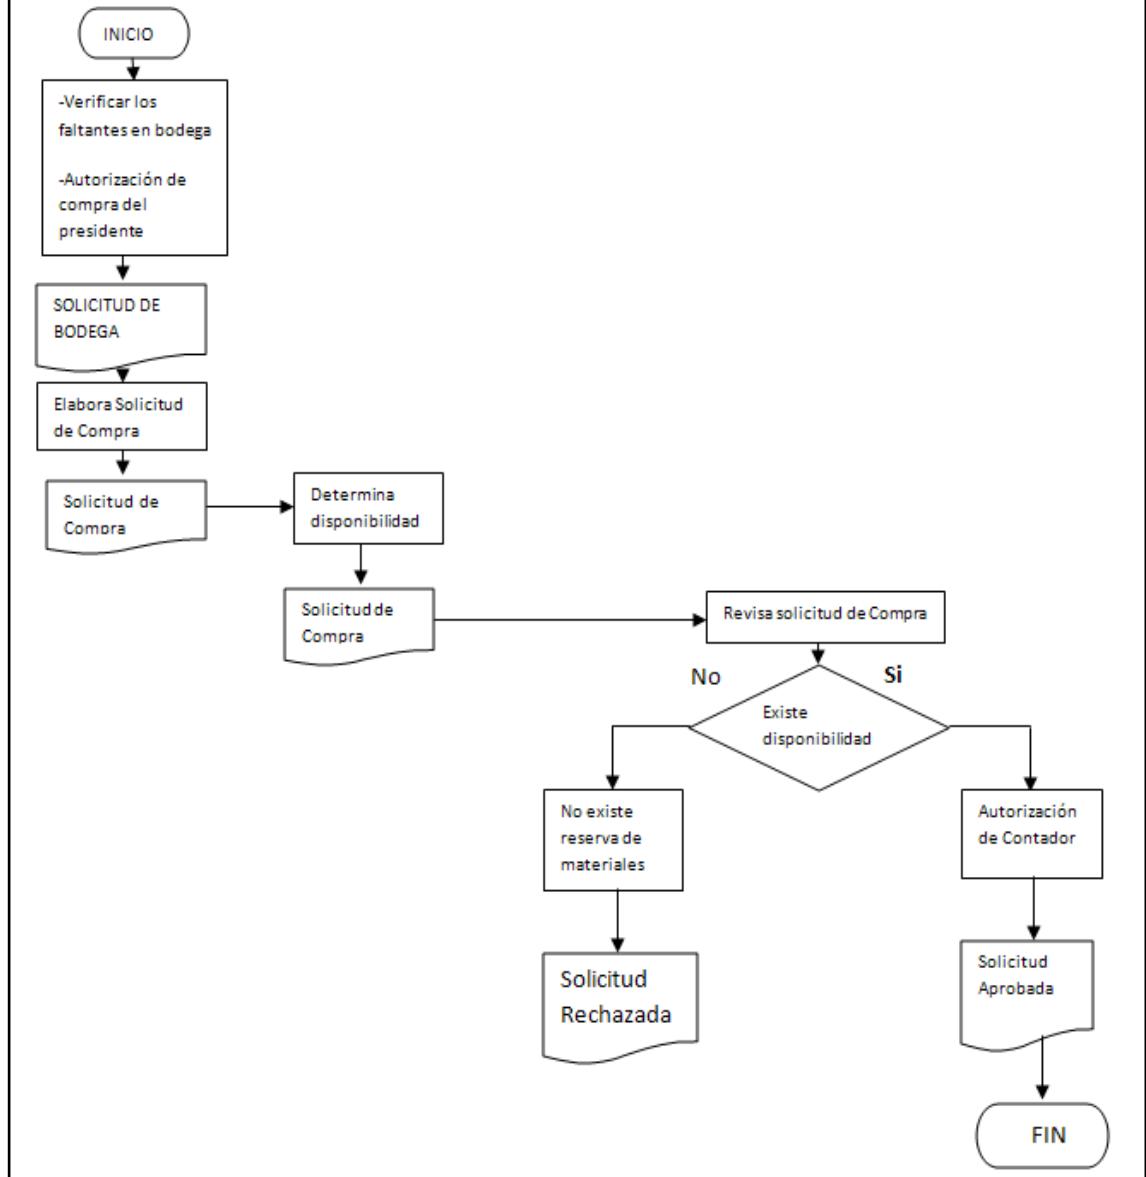 INICIO
-Verificar los
faltantes en bodega
-Autorización de
compra del
presidente
SOLICITUD DE
BODEGA
Elabora Solicitud
de Compra
Solicitud de
Compra
Determina
disponibilidad
Solicitud de
Compra
Revisa solicitud de Compra
No
Si
Existe
disponibilidad
No existe
reserva de
materiales
Autorización
de Contador
Solicitud
Rechazada
Solicitud
Aprobada
FIN